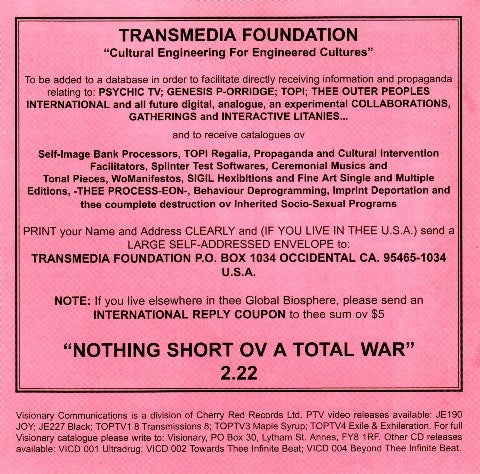 TRANSMEDIA FOUNDATION
“Cultural Engineering For Engineered Cultures”
To be added to a database in order to facilitate directly receiving information and propaganda
relating to: PSYCHIC TV; GENESIS P-ORRIDGE; TOPI; THEE OUTER PEOPLES
INTERNATIONAL and all future digital, analogue, an experimental COLLABORATIONS,
GATHERINGS and INTERACTIVE LITANIES...
and to receive catalogues ov
Self-Image Bank Processors, TOPI Regalia, Propaganda and Cultural Intervention
Facilitators, Splinter Test Softwares, Ceremonial Musics and
Tonal Pieces, WoManifestos, SIGIL Hexibitions and Fine Art Single and Multiple
Editions, -THEE PROCESS-EON-, Behaviour Deprogramming, Imprint Deportation and
thee coumplete destruction ov Inherited Socio-Sexual Programs
PRINT your Name and Address CLEARLY and (IF YOU LIVE IN THEE U.S.A.) send a
LARGE SELF-ADDRESSED ENVELOPE to:
TRANSMEDIA FOUNDATION P.O. BOX 1034 OCCIDENTAL CA. 95465-1034
U.S.A.
NOTE: If you live elsewhere in thee Global Biosphere, please send an
INTERNATIONAL REPLY COUPON to thee sum ov $5
“NOTHING SHORT OV A TOTAL WAR”
2.22
Visionary Communications is a division of Cherry Red Records Ltd. PTV video releases available: JE190
JOY; JE227 Black; TOPTV1 8 Transmissions 8; TOPTV3 Maple Syrup; TOPTV4 Exile & Exhileration. For full
Visionary catalogue please write to: Visionary, PO Box 30, Lytham St. Annes, FY8 1RF. Other CD releases
available: VICD 001 Ultradrug: VICD 002 Towards Thee Infinite Beat; VICD 004 Beyond Thee Infinite Beat.